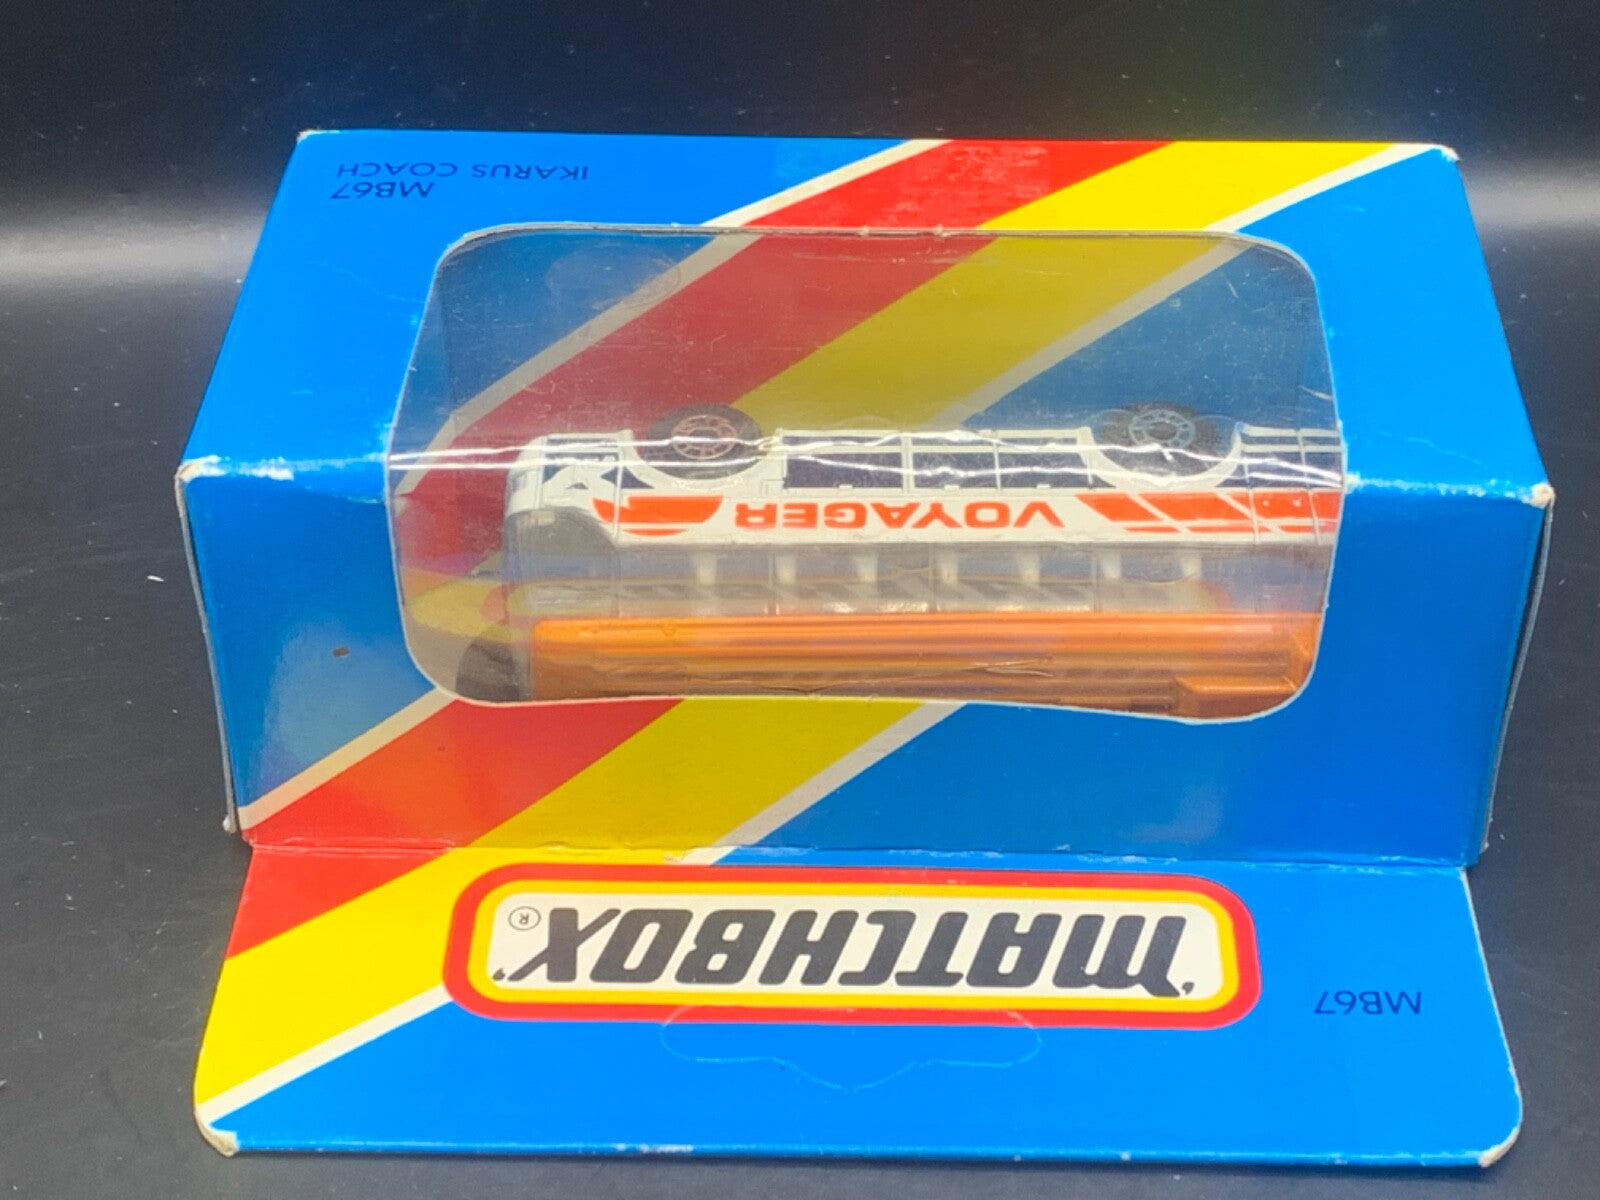 "MATCHBOX"®
MB67
VOYAGER
MB67
IKARUS COACH